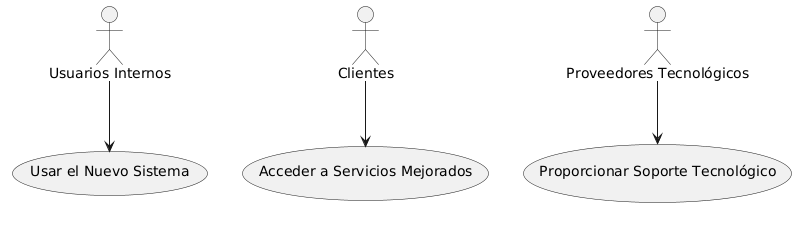 Usuarios Internos
Clientes
Proveedores Tecnológicos
Usar el Nuevo Sistema
Acceder a Servicios Mejorados
Proporcionar Soporte Tecnológico